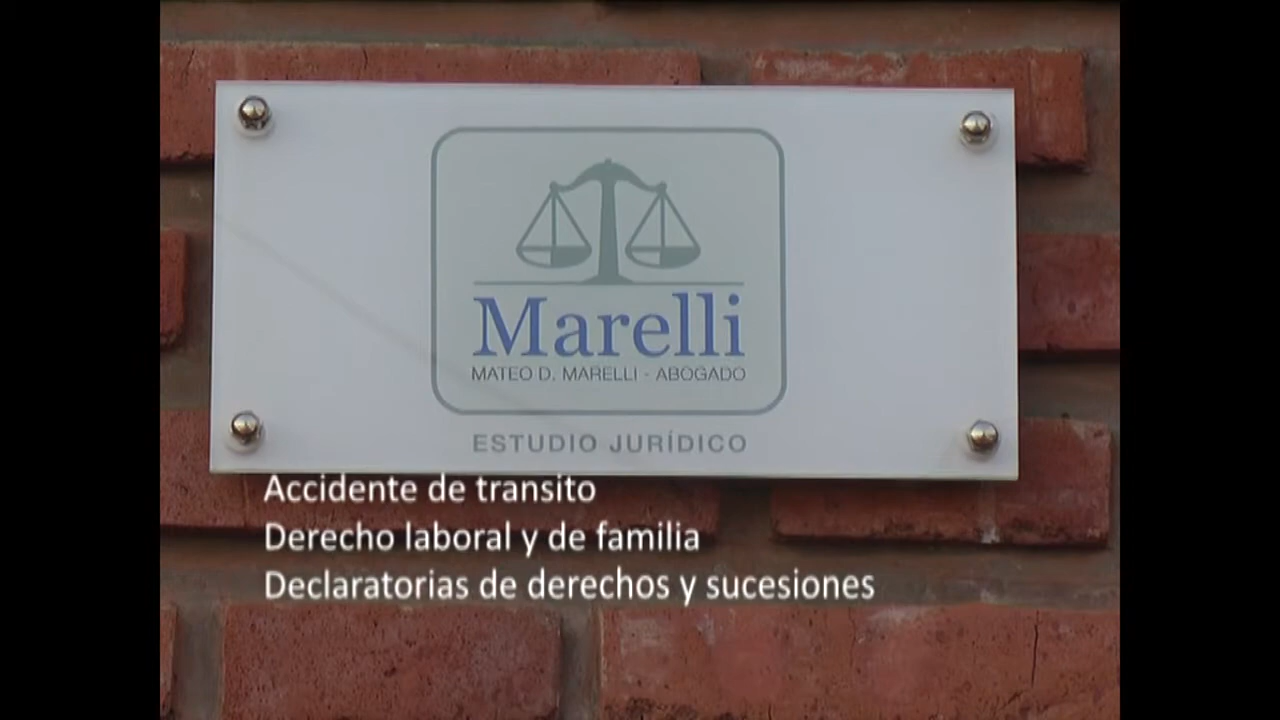 Marelli
MATEO D. MARELLI - ABOGADO
ESTUDIO JURÍDICO
Accidente de transito
Derecho laboral y de familia
Declaratorias de derechos y sucesiones